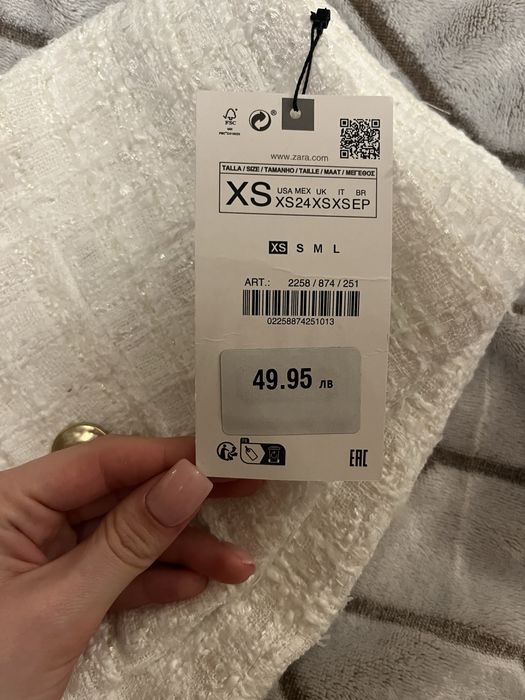 FSC
www.zara.com
TALLA / SIZE / TAMANHO / TAILLE / MAAT / ΜΕΓΕΘΟΣ
XS
USA MEX UK IT BR
XS 24 XS XS EP
XS S M L
ART.: 2258 / 874 / 251
02258874251013
49.95 лв
EAC